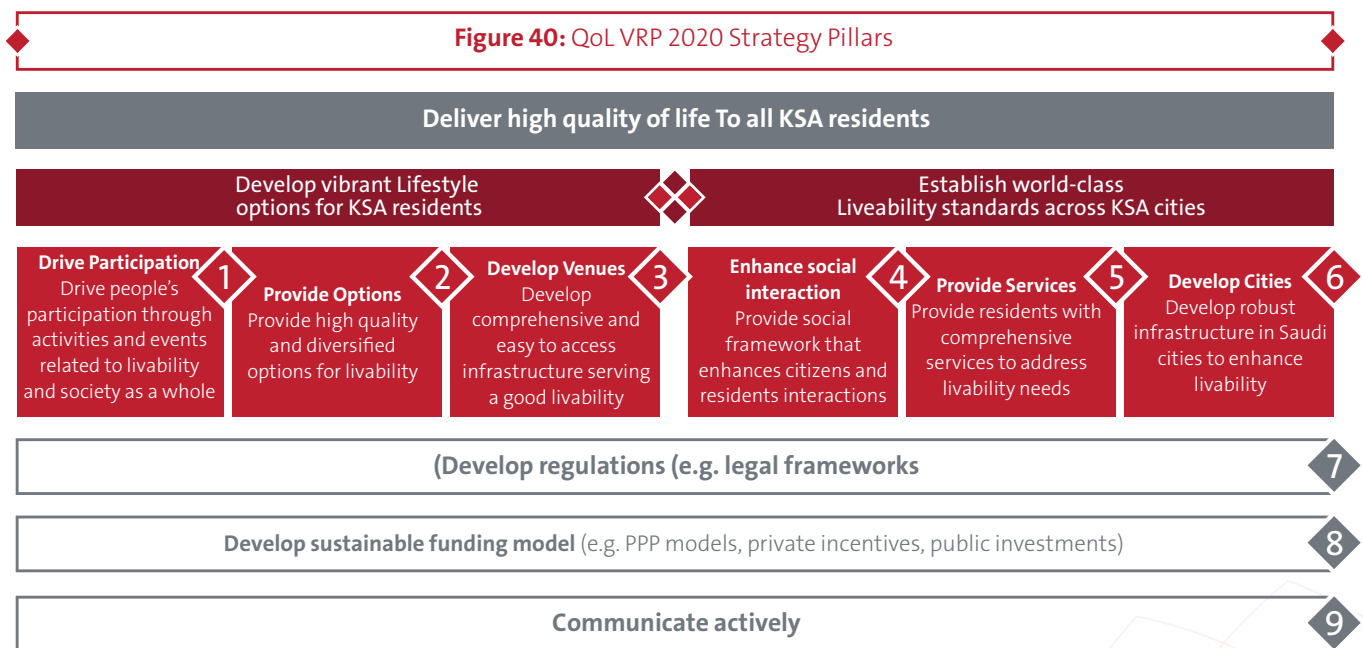 Figure 40: QoL VRP 2020 Strategy Pillars
Deliver high quality of life To all KSA residents
Develop vibrant Lifestyle
options for KSA residents
Establish world-class
Liveability standards across KSA cities
Drive Participation
Drive people's
participation through
activities and events
related to livability
and society as a whole
1
Provide Options
Provide high quality
and diversified
options for livability
2
Develop Venues
Develop
comprehensive and
easy to access
infrastructure serving
a good livability
3
Enhance social
interaction
Provide social
framework that
enhances citizens and
residents interactions
4
Provide Services
Provide residents with
comprehensive
services to address
livability needs
5
Develop Cities
Develop robust
infrastructure in Saudi
cities to enhance
livability
6
(Develop regulations (e.g. legal frameworks
7
Develop sustainable funding model (e.g. PPP models, private incentives, public investments)
8
Communicate actively
9